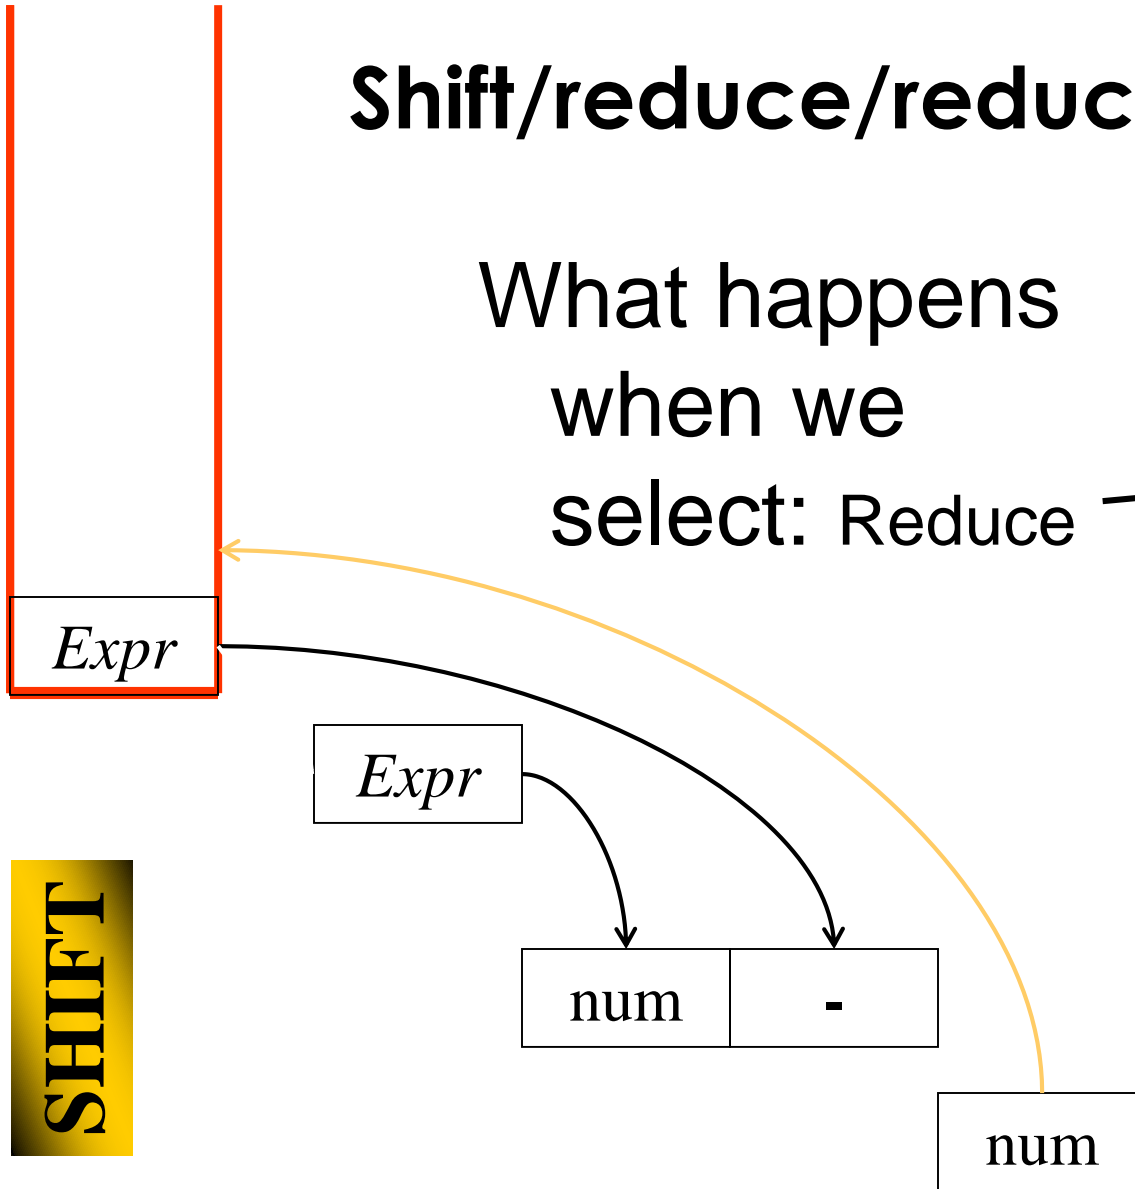 Shift/reduce/reduc
What happens
when we
select: Reduce
Expr
Expr
SHIFT
num -
num